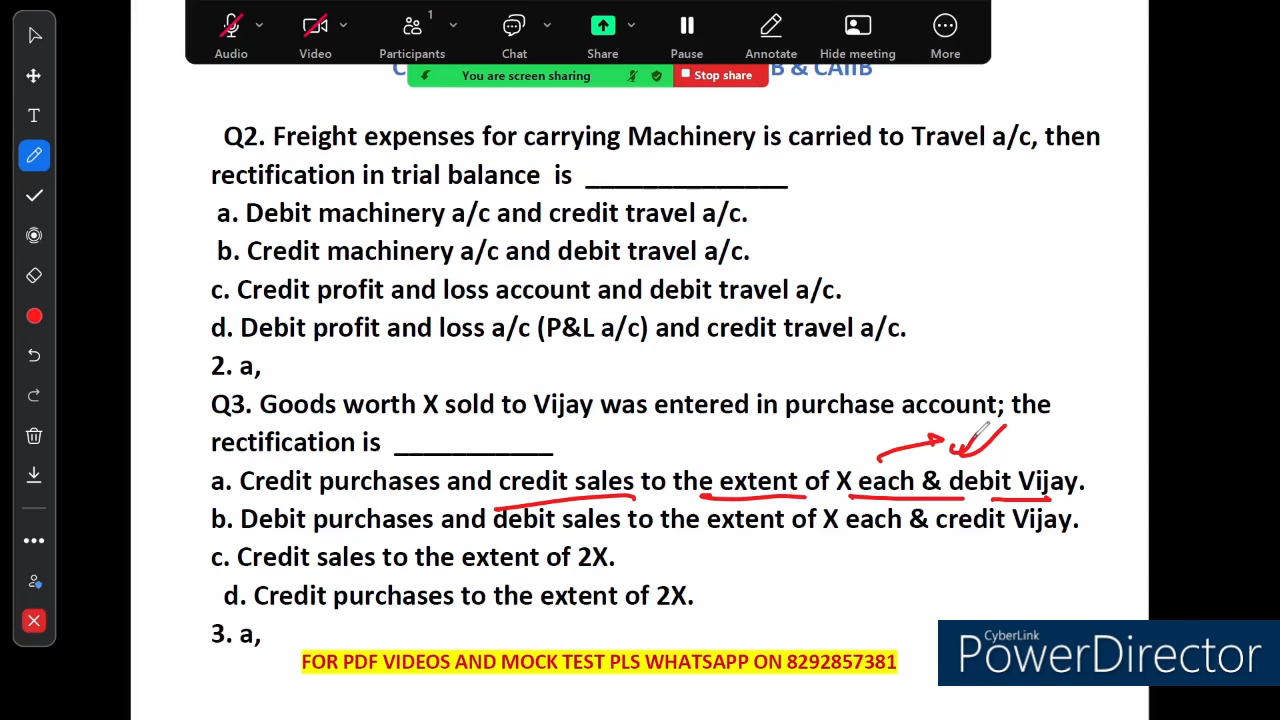 1
Audio Video Participants Chat Share Pause Annotate Hide meeting More
B & CAIIB
You are screen sharing Stop share
Q2. Freight expenses for carrying Machinery is carried to Travel a/c, then
rectification in trial balance is _______________
a. Debit machinery a/c and credit travel a/c.
b. Credit machinery a/c and debit travel a/c.
c. Credit profit and loss account and debit travel a/c.
d. Debit profit and loss a/c (P&L a/c) and credit travel a/c.
2. a,
Q3. Goods worth X sold to Vijay was entered in purchase account; the
rectification is ____________
a. Credit purchases and credit sales to the extent of X each & debit Vijay.
b. Debit purchases and debit sales to the extent of X each & credit Vijay.
c. Credit sales to the extent of 2X.
d. Credit purchases to the extent of 2X.
3. a,
FOR PDF VIDEOS AND MOCK TEST PLS WHATSAPP ON 8292857381
CyberLink
PowerDirector